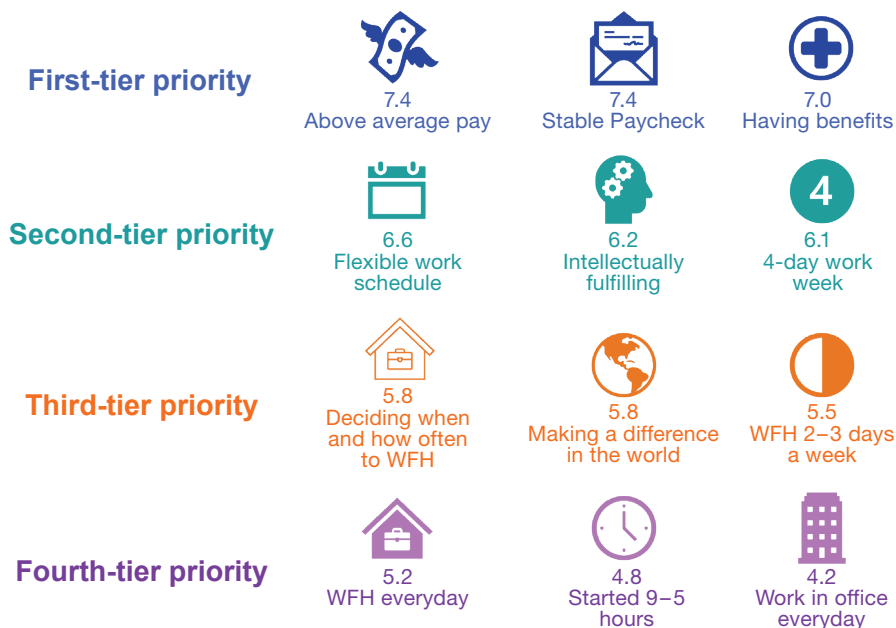 First-tier priority
7.4
Above average pay
7.4
Stable Paycheck
7.0
Having benefits
Second-tier priority
6.6
Flexible work
schedule
6.2
Intellectually
fulfilling
4
6.1
4-day work
week
Third-tier priority
5.8
Deciding when
and how often
to WFH
5.8
Making a difference
in the world
5.5
WFH 2–3 days
a week
Fourth-tier priority
5.2
WFH everyday
4.8
Started 9–5
hours
4.2
Work in office
everyday